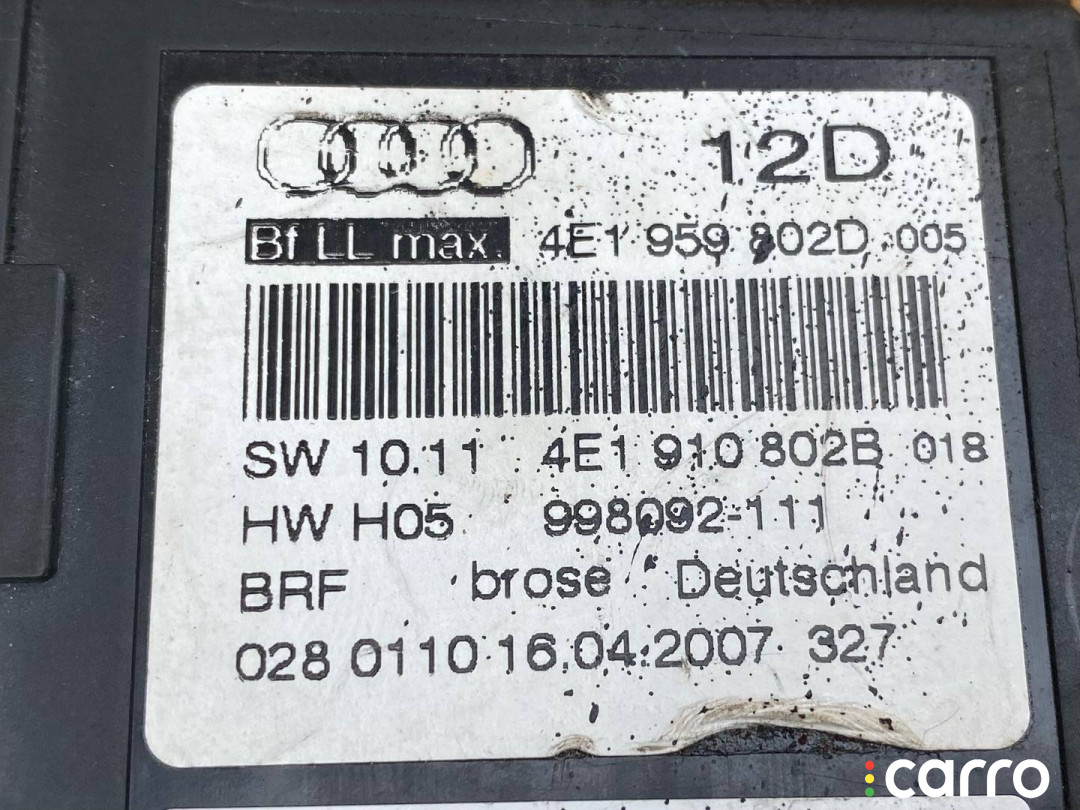 12D
Bf LL max. 4E1 959 802D 005
SW 10.11 4E1 910 802B 018
HW H05 998092-111
BRF brose Deutschland
028 0110 16.04.2007 327
carro